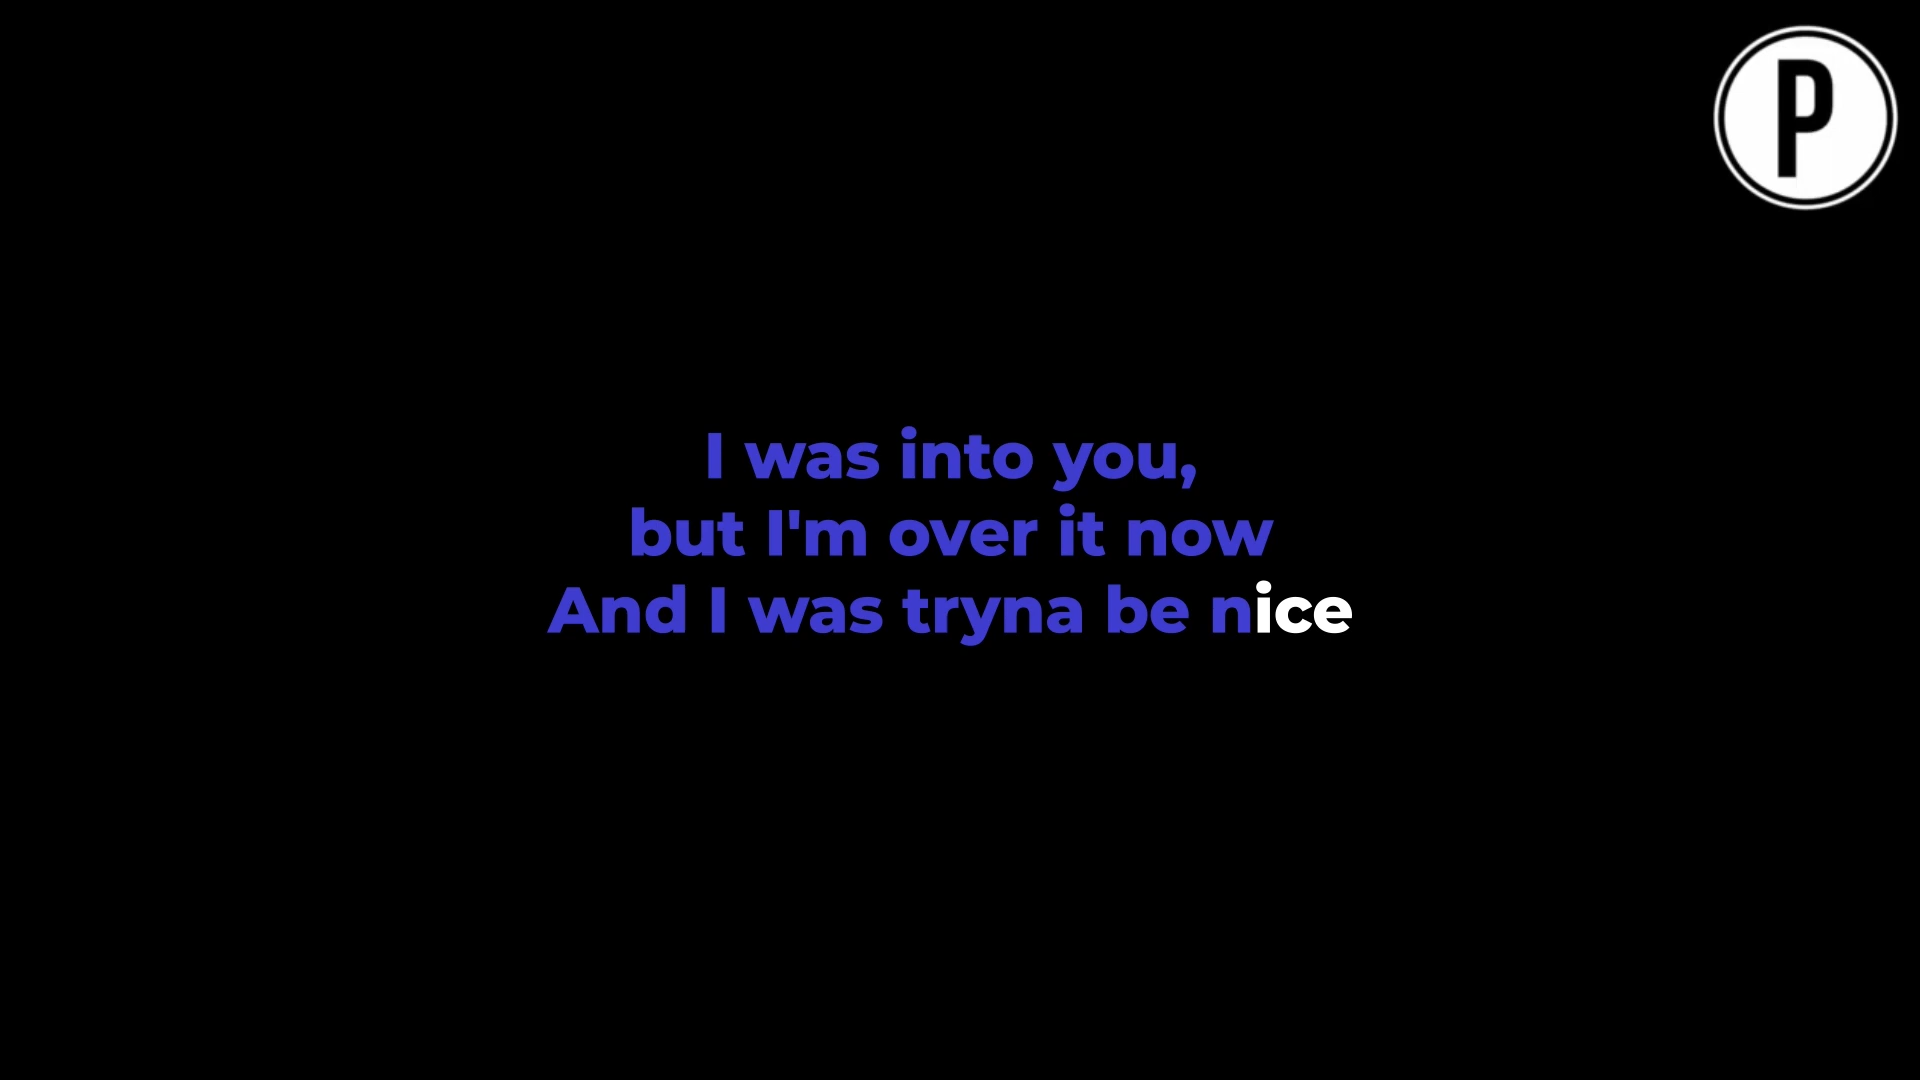 P
I was into you,
but I'm over it now
And I was tryna be nice